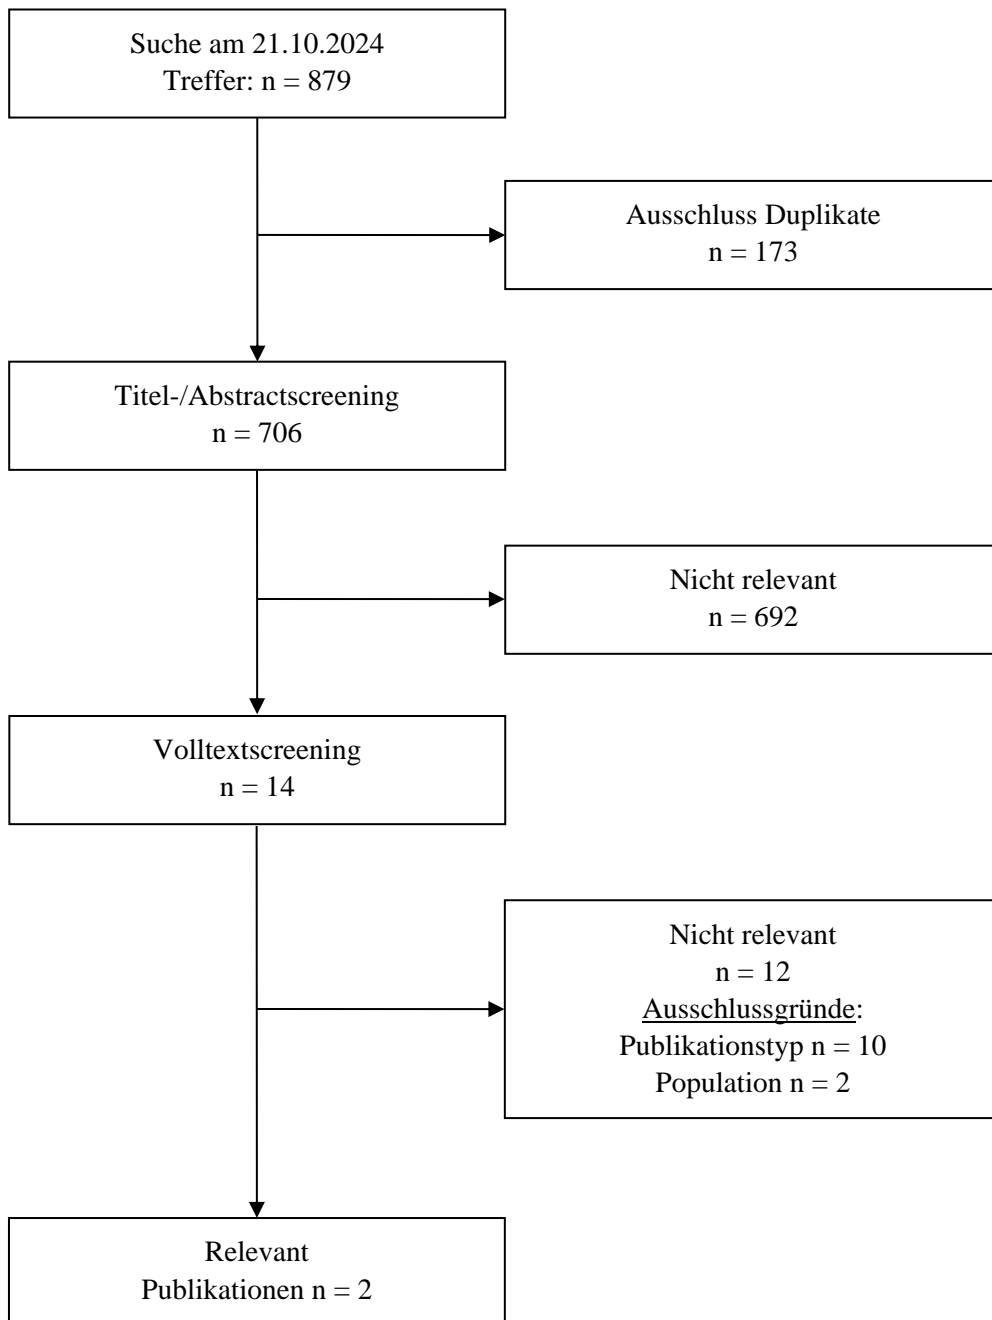 Suche am 21.10.2024
Treffer: n = 879
Ausschluss Duplikate
n = 173
Titel-/Abstractscreening
n = 706
Nicht relevant
n = 692
Volltextscreening
n = 14
Nicht relevant
n = 12
Ausschlussgründe:
Publikationstyp n = 10
Population n = 2
Relevant
Publikationen n = 2